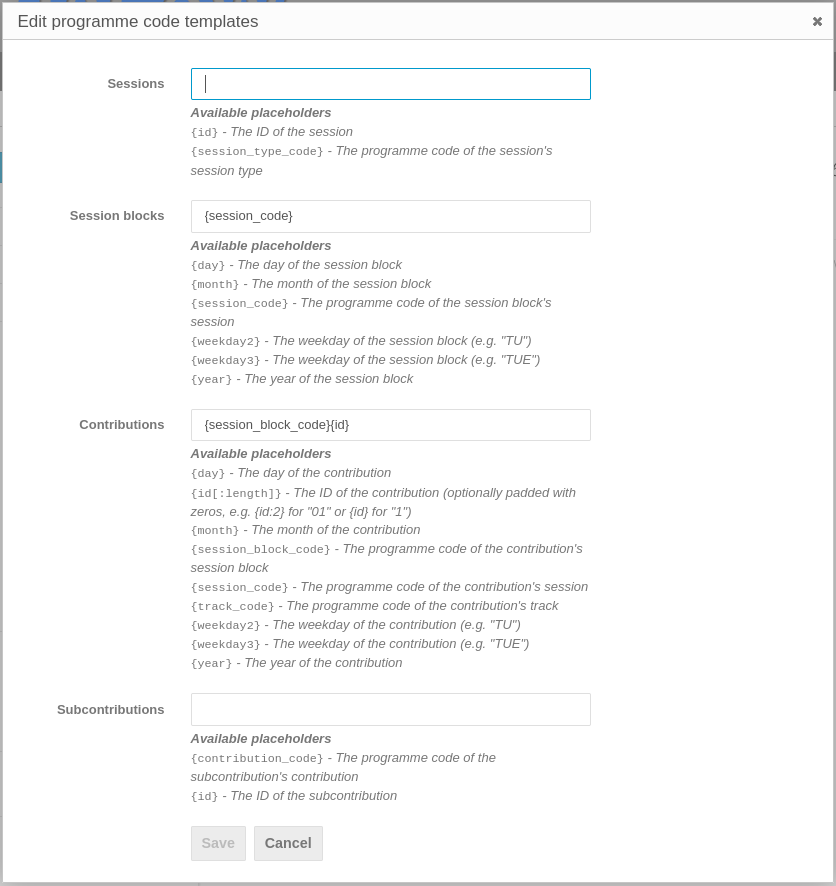 Edit programme code templates
Sessions
Available placeholders
{id} - The ID of the session
{session_type_code} - The programme code of the session's
session type
Session blocks
{session_code}
Available placeholders
{day} - The day of the session block
{month} - The month of the session block
{session_code} - The programme code of the session block's
session
{weekday2} - The weekday of the session block (e.g. "TU")
{weekday3} - The weekday of the session block (e.g. "TUE")
{year} - The year of the session block
Contributions
{session_block_code}{id}
Available placeholders
{day} - The day of the contribution
{id[:length]} - The ID of the contribution (optionally padded with
zeros, e.g. {id:2} for "01" or {id} for "1")
{month} - The month of the contribution
{session_block_code} - The programme code of the contribution's
session block
{session_code} - The programme code of the contribution's session
{track_code} - The programme code of the contribution's track
{weekday2} - The weekday of the contribution (e.g. "TU")
{weekday3} - The weekday of the contribution (e.g. "TUE")
{year} - The year of the contribution
Subcontributions
Available placeholders
{contribution_code} - The programme code of the
subcontribution's contribution
{id} - The ID of the subcontribution
Save Cancel